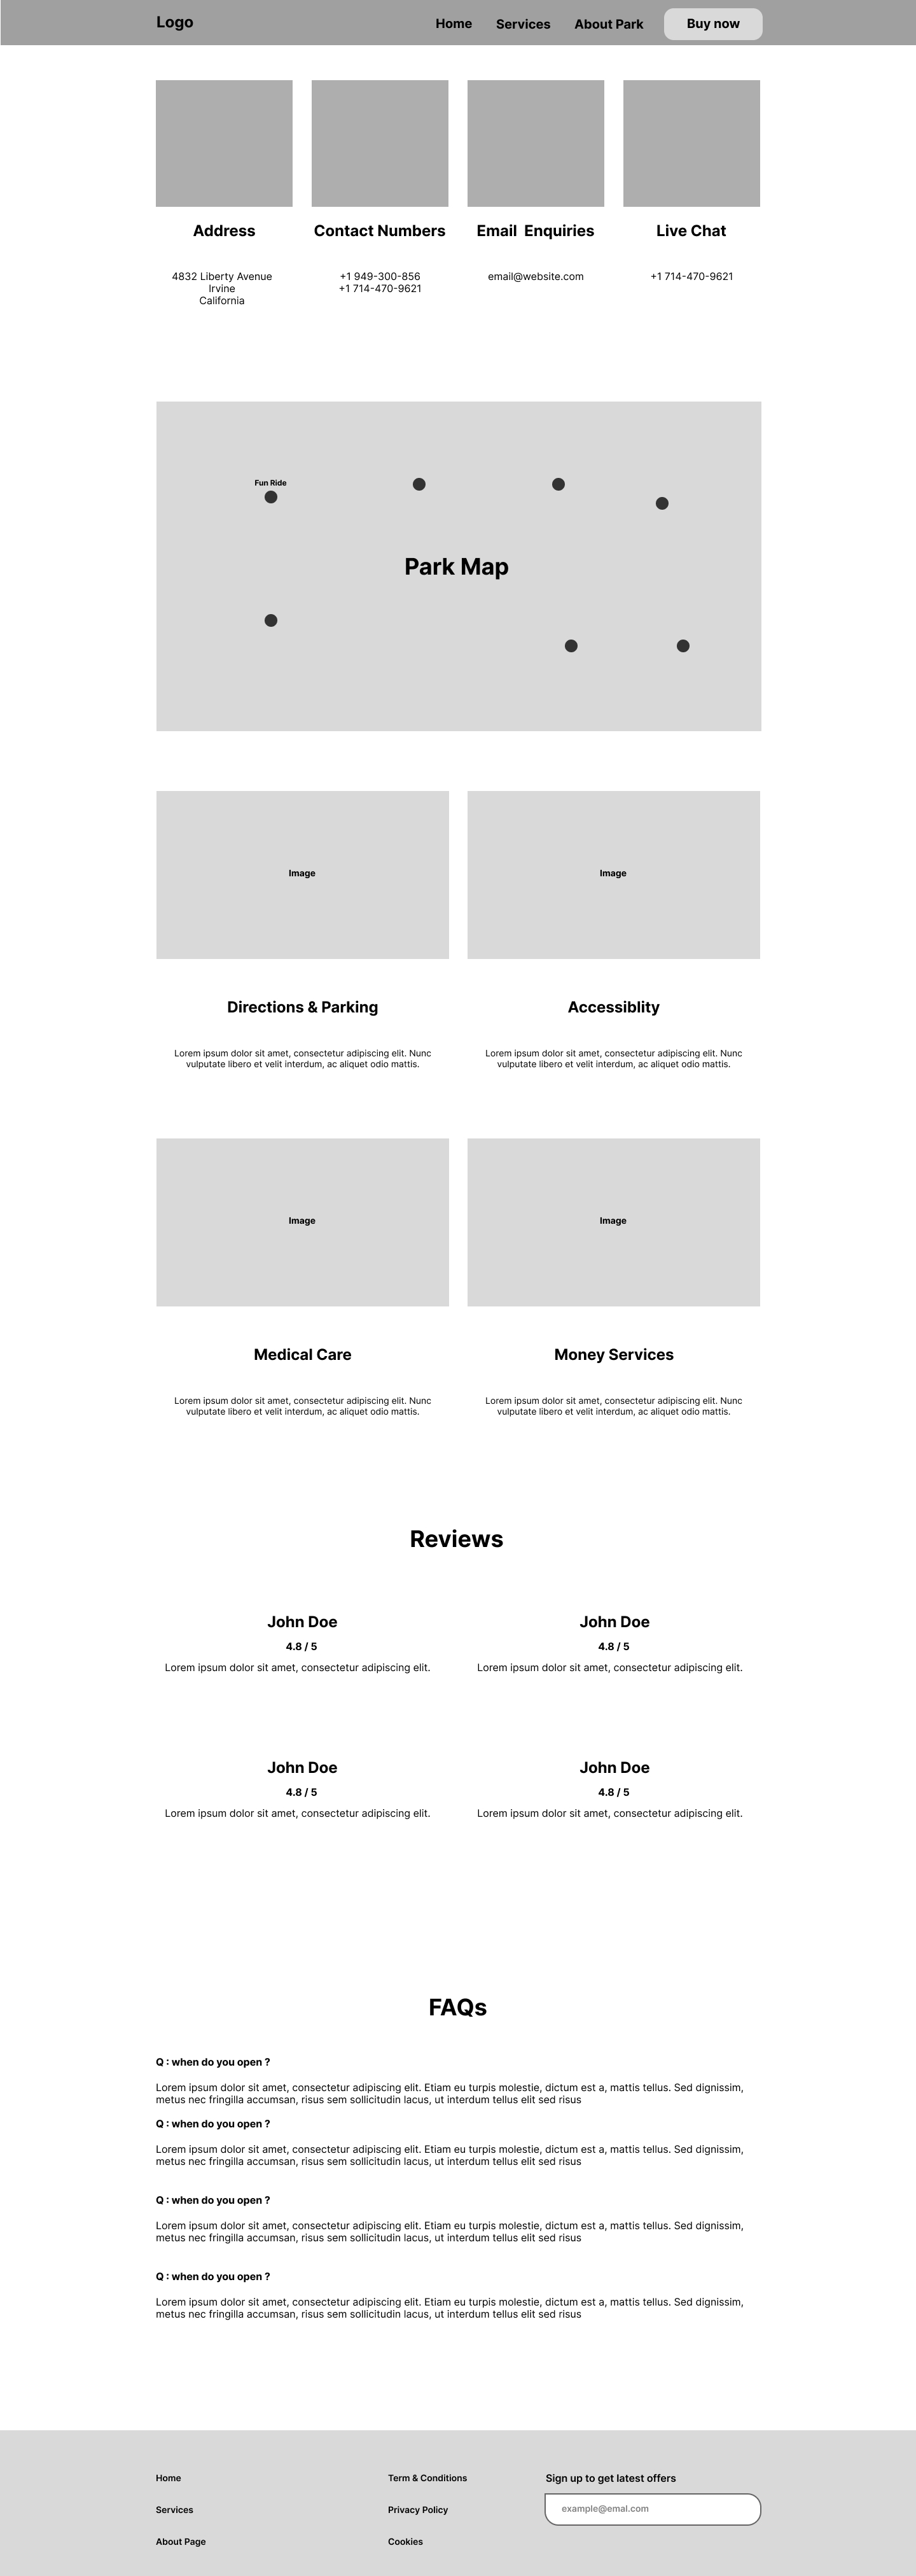 Logo
Home
Services
About Park
Buy now
Address
Contact Numbers
Email  Enquiries
Live Chat
4832 Liberty Avenue
Irvine
California
+1 949-300-856
+1 714-470-9621
email@website.com
+1 714-470-9621
Fun Ride
Park Map
Image
Image
Directions & Parking
Accessiblity
Lorem ipsum dolor sit amet, consectetur adipiscing elit. Nunc
vulputate libero et velit interdum, ac aliquet odio mattis.
Lorem ipsum dolor sit amet, consectetur adipiscing elit. Nunc
vulputate libero et velit interdum, ac aliquet odio mattis.
Image
Image
Medical Care
Money Services
Lorem ipsum dolor sit amet, consectetur adipiscing elit. Nunc
vulputate libero et velit interdum, ac aliquet odio mattis.
Lorem ipsum dolor sit amet, consectetur adipiscing elit. Nunc
vulputate libero et velit interdum, ac aliquet odio mattis.
Reviews
John Doe
4.8 / 5
Lorem ipsum dolor sit amet, consectetur adipiscing elit.
John Doe
4.8 / 5
Lorem ipsum dolor sit amet, consectetur adipiscing elit.
John Doe
4.8 / 5
Lorem ipsum dolor sit amet, consectetur adipiscing elit.
John Doe
4.8 / 5
Lorem ipsum dolor sit amet, consectetur adipiscing elit.
FAQs
Q : when do you open ?
Lorem ipsum dolor sit amet, consectetur adipiscing elit. Etiam eu turpis molestie, dictum est a, mattis tellus. Sed dignissim,
metus nec fringilla accumsan, risus sem sollicitudin lacus, ut interdum tellus elit sed risus
Q : when do you open ?
Lorem ipsum dolor sit amet, consectetur adipiscing elit. Etiam eu turpis molestie, dictum est a, mattis tellus. Sed dignissim,
metus nec fringilla accumsan, risus sem sollicitudin lacus, ut interdum tellus elit sed risus
Q : when do you open ?
Lorem ipsum dolor sit amet, consectetur adipiscing elit. Etiam eu turpis molestie, dictum est a, mattis tellus. Sed dignissim,
metus nec fringilla accumsan, risus sem sollicitudin lacus, ut interdum tellus elit sed risus
Q : when do you open ?
Lorem ipsum dolor sit amet, consectetur adipiscing elit. Etiam eu turpis molestie, dictum est a, mattis tellus. Sed dignissim,
metus nec fringilla accumsan, risus sem sollicitudin lacus, ut interdum tellus elit sed risus
Home
Services
About Page
Term & Conditions
Privacy Policy
Cookies
Sign up to get latest offers
example@emal.com